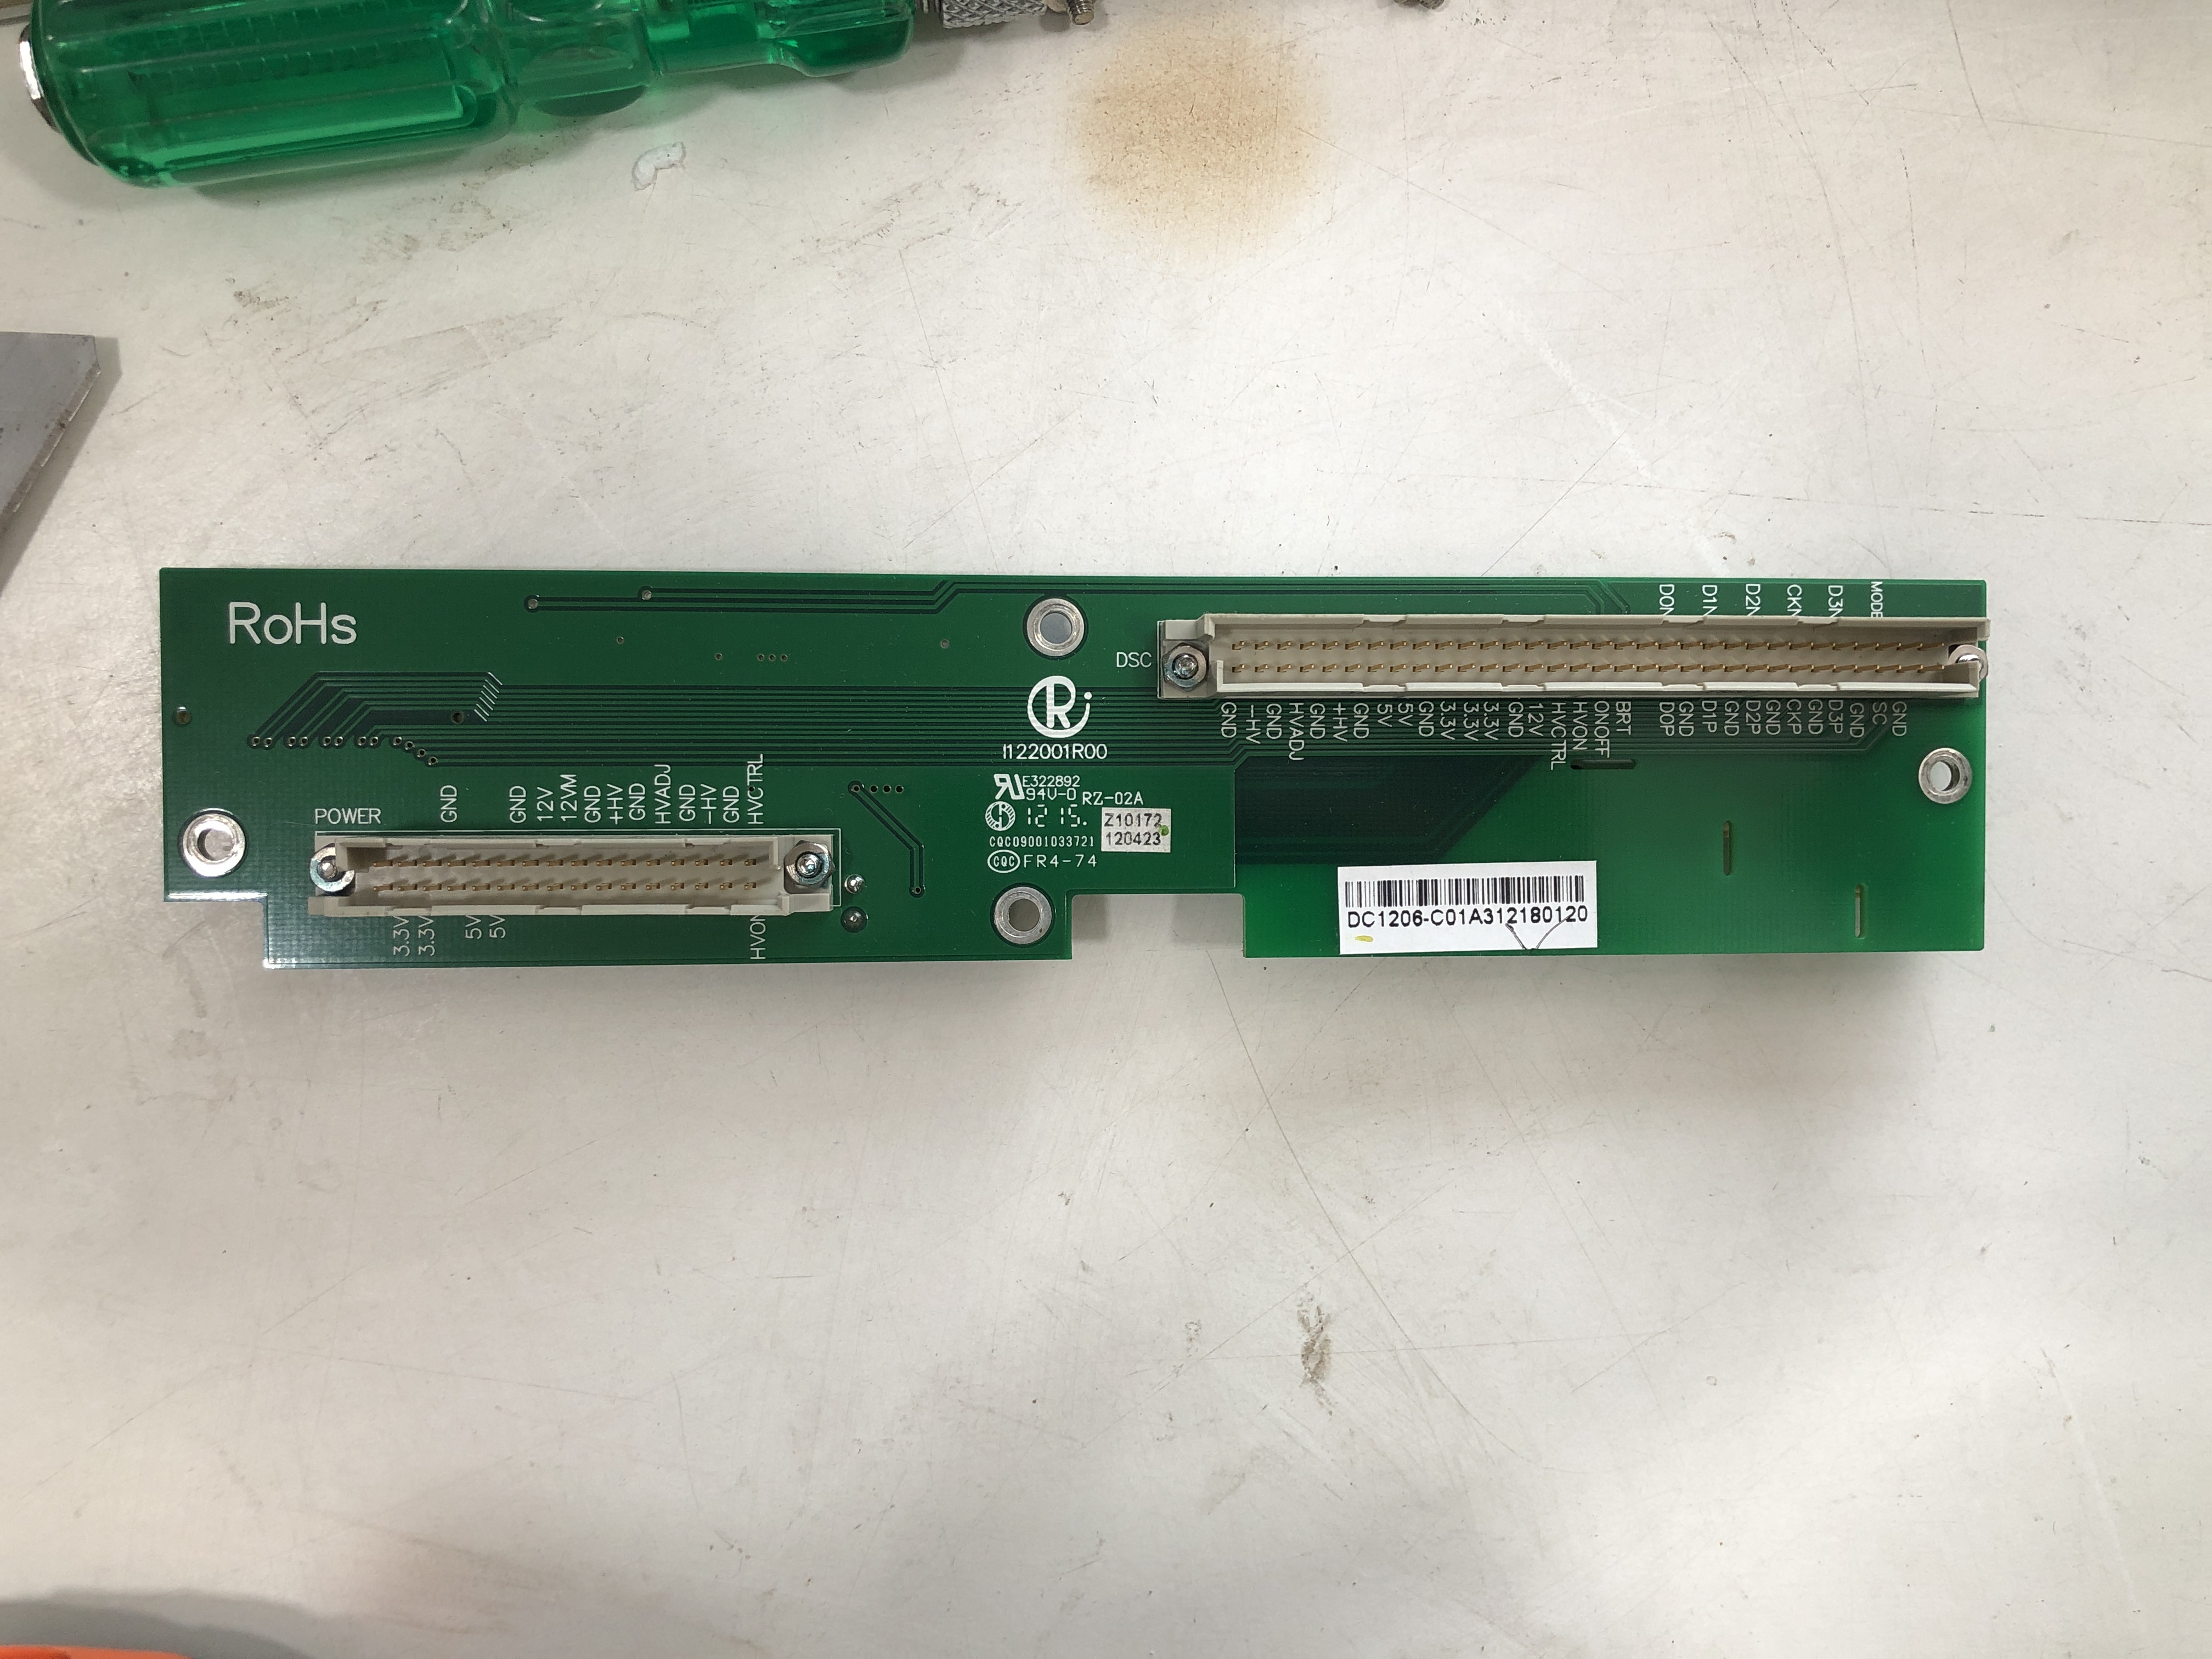 RoHs
D0N
D1N
D2N
CKN
D3N
MODE
DSC
R
I122001R00
GND
-HV
GND
HVADJ
GND
+HV
GND
5V
5V
GND
3.3V
3.3V
3.3V
GND
12V
HVCTRL
HVON
ONOFF
BRT
D0P
GND
D1P
GND
D2P
GND
CKP
GND
D3P
GND
SC
GND
POWER
GND
GND
12V
12VM
GND
+HV
GND
HVADJ
GND
-HV
GND
HVCTRL
3.3V
3.3V
5V
5V
HVON
E322892
94V-0 RZ-02A
1215.
Z10172
120423
CQC09001033721
CQC FR4-74
DC1206-C01A312180120